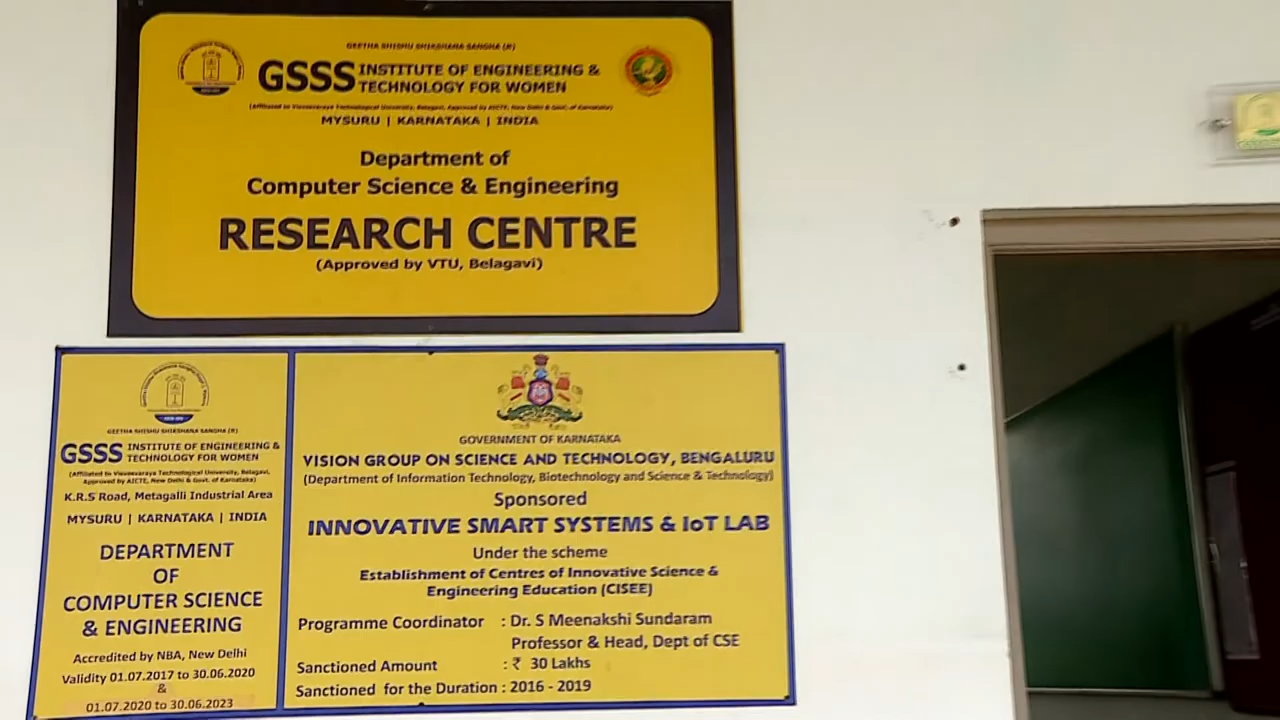 GEETHA SHISHU SHIKSHANA SANGHA (R)
GSSS INSTITUTE OF ENGINEERING &
TECHNOLOGY FOR WOMEN
(Affiliated to Visvesvaraya Technological University, Belagavi, Approved by AICTE, New Delhi & Govt. of Karnataka)
MYSURU | KARNATAKA | INDIA
Department of
Computer Science & Engineering
RESEARCH CENTRE
(Approved by VTU, Belagavi)
GEETHA SHISHU SHIKSHANA SANGHA (R)
GSSS INSTITUTE OF ENGINEERING &
TECHNOLOGY FOR WOMEN
(Affiliated to Visvesvaraya Technological University, Belagavi,
Approved by AICTE, New Delhi & Govt. of Karnataka)
K.R.S Road, Metagalli Industrial Area
MYSURU | KARNATAKA | INDIA
DEPARTMENT
OF
COMPUTER SCIENCE
& ENGINEERING
Accredited by NBA, New Delhi
Validity 01.07.2017 to 30.06.2020
&
01.07.2020 to 30.06.2023
GOVERNMENT OF KARNATAKA
VISION GROUP ON SCIENCE AND TECHNOLOGY, BENGALURU
(Department of Information Technology, Biotechnology and Science & Technology)
Sponsored
INNOVATIVE SMART SYSTEMS & IoT LAB
Under the scheme
Establishment of Centres of Innovative Science &
Engineering Education (CISEE)
Programme Coordinator : Dr. S Meenakshi Sundaram
Professor & Head, Dept of CSE
Sanctioned Amount : ₹ 30 Lakhs
Sanctioned for the Duration : 2016 - 2019